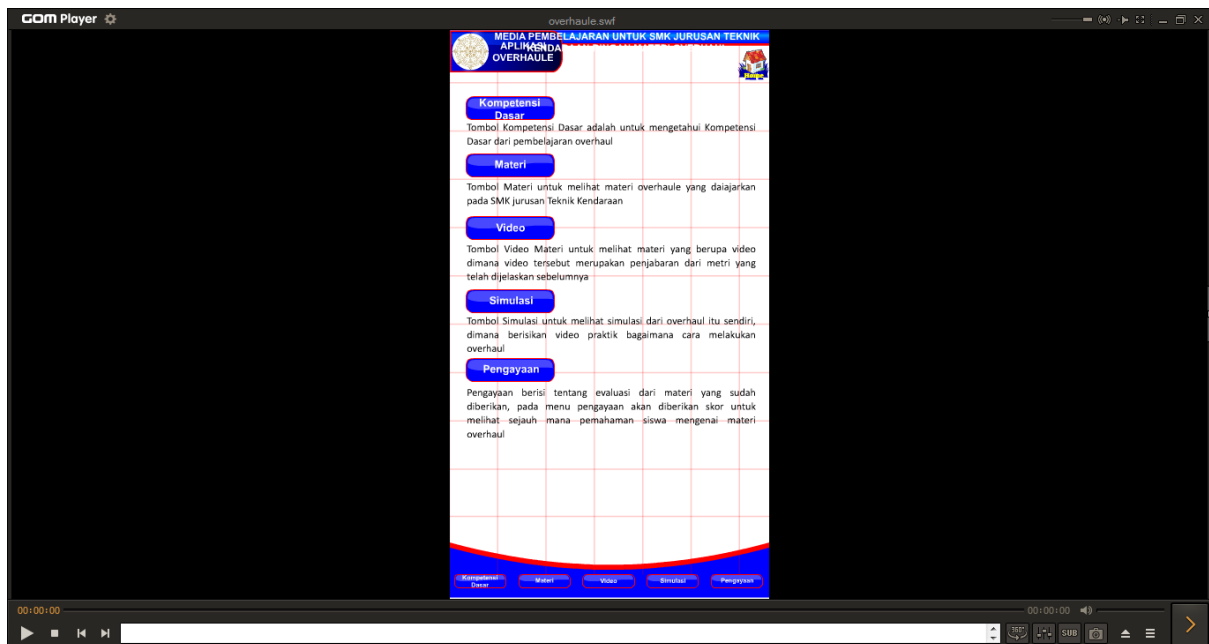 GOM Player
overhaule.swf
MEDIA PEMBELAJARAN UNTUK SMK JURUSAN TEKNIK
KENDA
APLIKASI
OVERHAULE
Home
Kompetensi
Dasar
Tombol Kompetensi Dasar adalah untuk mengetahui Kompetensi
Dasar dari pembelajaran overhaul
Materi
Tombol Materi untuk melihat materi overhaule yang daiajarkan
pada SMK jurusan Teknik Kendaraan
Video
Tombol Video Materi untuk melihat materi yang berupa video
dimana video tersebut merupakan penjabaran dari metri yang
telah dijelaskan sebelumnya
Simulasi
Tombol Simulasi untuk melihat simulasi dari overhaul itu sendiri,
dimana berisikan video praktik bagaimana cara melakukan
overhaul
Pengayaan
Pengayaan berisi tentang evaluasi dari materi yang sudah
diberikan, pada menu pengayaan akan diberikan skor untuk
melihat sejauh mana pemahaman siswa mengenai materi
overhaul
Kompetensi
Dasar
Materi
Video
Simulasi
Pengayaan
00:00:00
00:00:00
360°
SUB